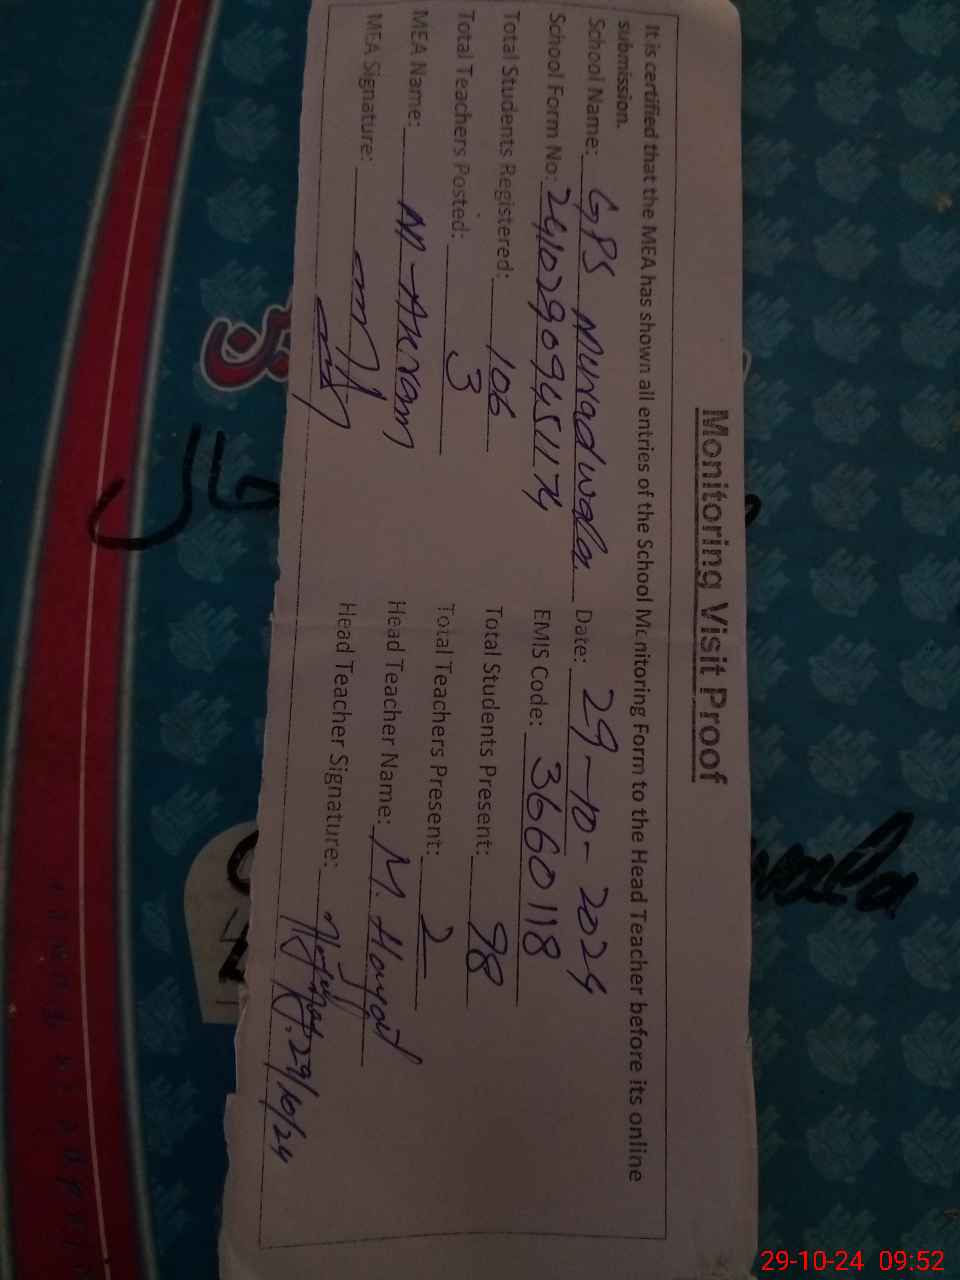 Monitoring Visit Proof
It is certified that the MEA has shown all entries of the School Monitoring Form to the Head Teacher before its online
submission.
School Name: GPS Muradwala Date: 29-10-2024
School Form No: EMIS Code: 36601118
Total Students Registered: 106 Total Students Present: 98
Total Teachers Posted: 3 Total Teachers Present: 2
MEA Name: M-Akram Head Teacher Name: M.
MEA Signature: Head Teacher Signature:
29/10/24
29-10-24 09:52